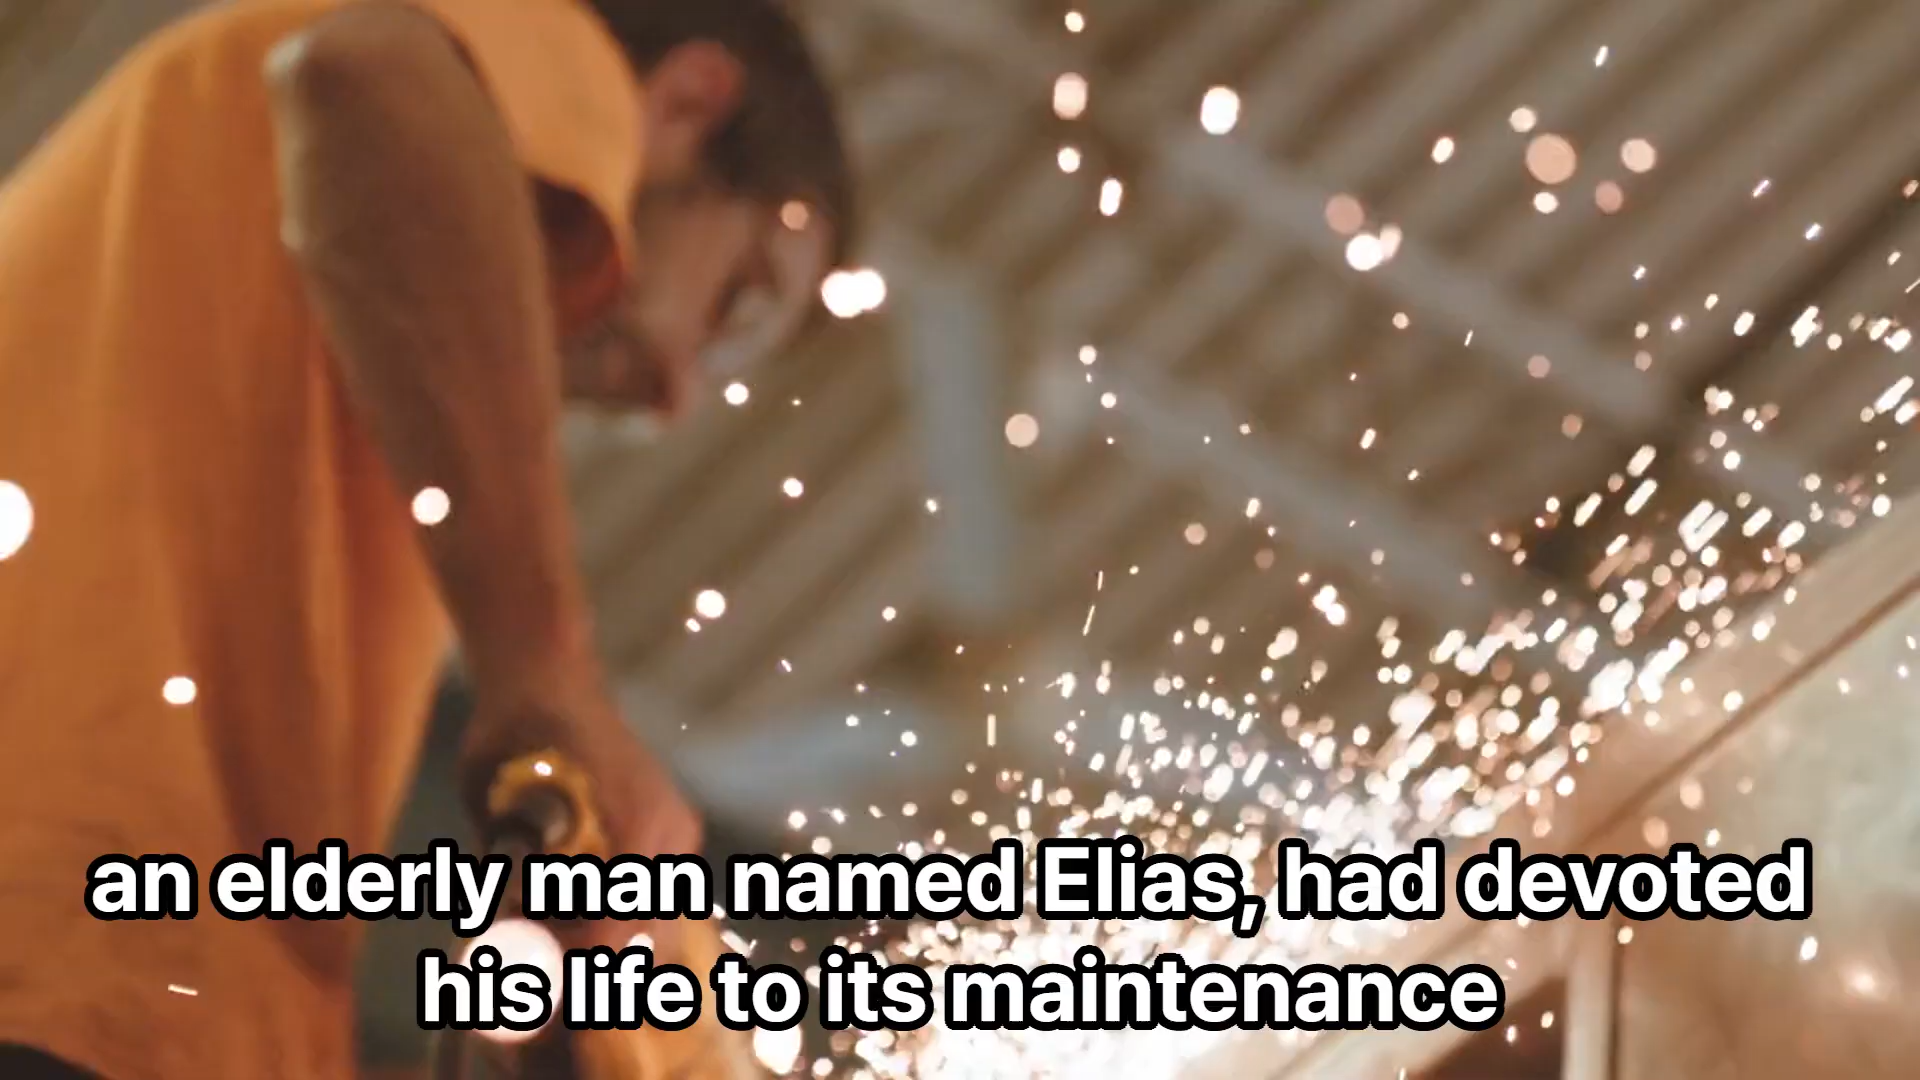 an elderly man named Elias, had devoted
his life to its maintenance